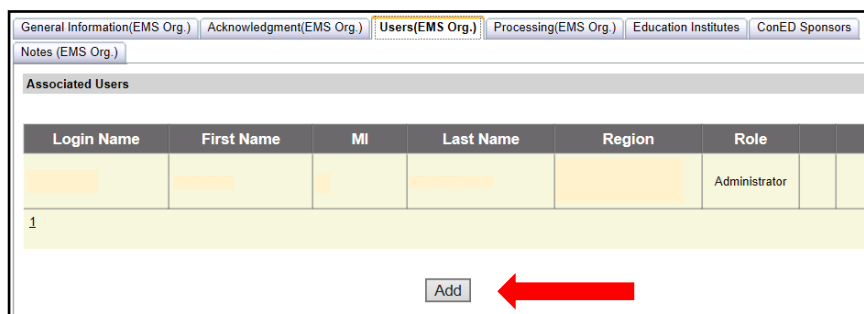 General Information(EMS Org.) Acknowledgment(EMS Org.) Users(EMS Org.) Processing(EMS Org.) Education Institutes ConED Sponsors
Notes (EMS Org.)
Associated Users
Login Name First Name MI Last Name Region Role
Administrator
1
Add